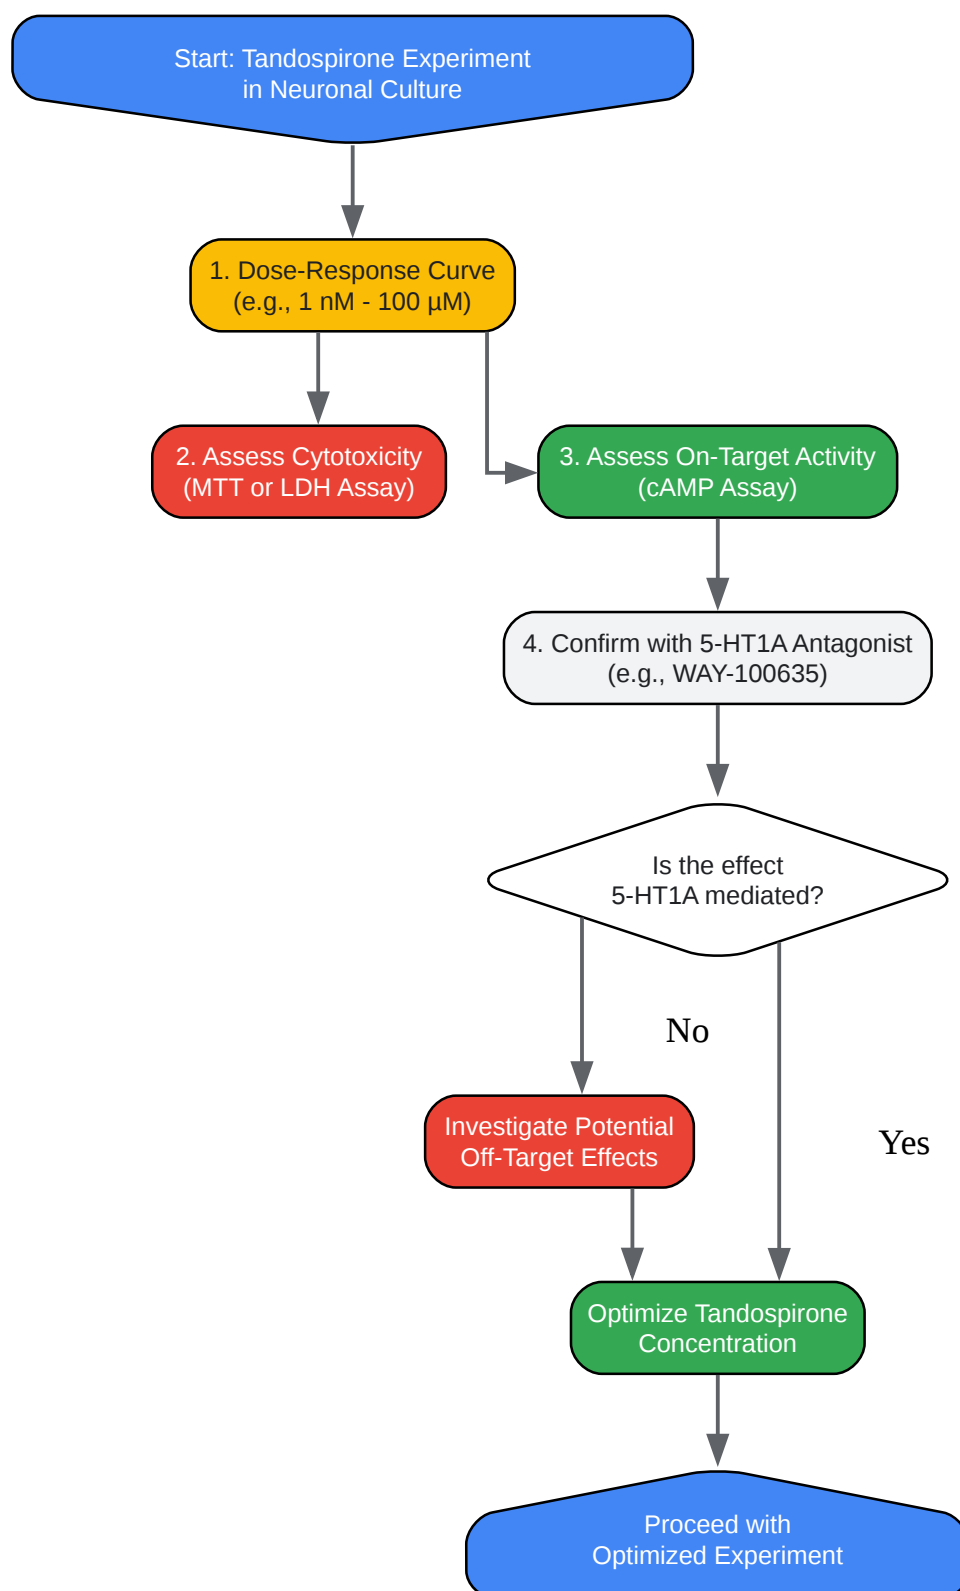 Start: Tandospirone Experiment
in Neuronal Culture
1. Dose-Response Curve
(e.g., 1 nM - 100 µM)
2. Assess Cytotoxicity
(MTT or LDH Assay)
3. Assess On-Target Activity
(cAMP Assay)
4. Confirm with 5-HT1A Antagonist
(e.g., WAY-100635)
Is the effect
5-HT1A mediated?
No
Investigate Potential
Off-Target Effects
Yes
Optimize Tandospirone
Concentration
Proceed with
Optimized Experiment